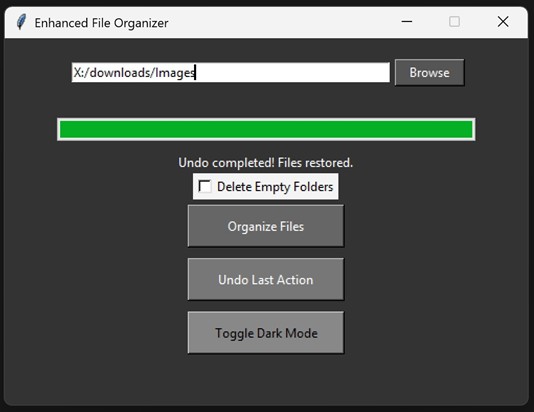 Enhanced File Organizer
X:/downloads/Images
Browse
Undo completed! Files restored.
Delete Empty Folders
Organize Files
Undo Last Action
Toggle Dark Mode